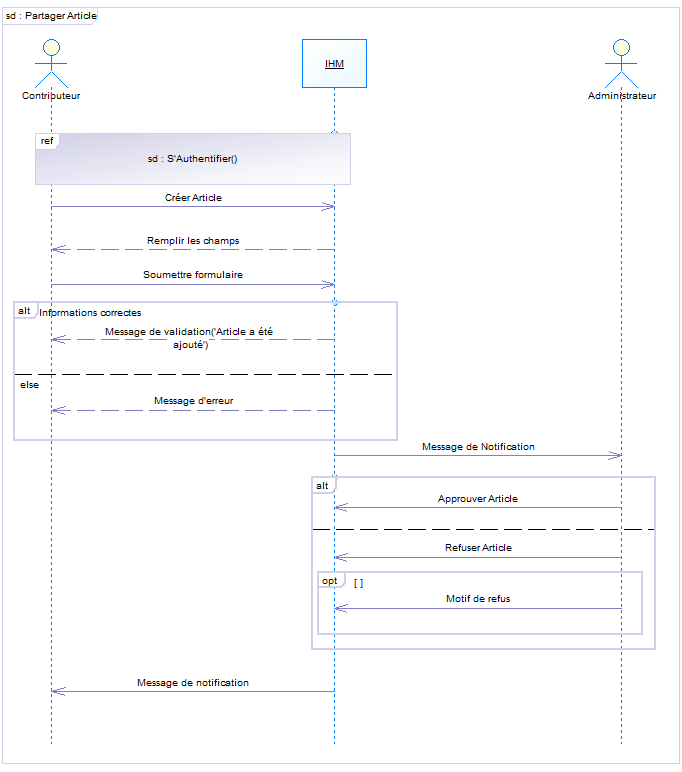 sd : Partager Article
Contributeur
IHM
Administrateur
ref
sd : S'Authentifier()
Créer Article
Remplir les champs
Soumettre formulaire
alt
Informations correctes
Message de validation('Article a été
ajouté')
else
Message d'erreur
Message de Notification
alt
Approuver Article
Refuser Article
opt
[ ]
Motif de refus
Message de notification